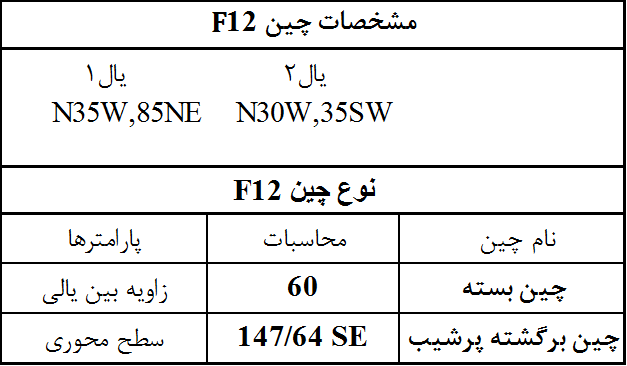 مشخصات چین F12
یال۱ یال۲
N35W,85NE N30W,35SW
نوع چین F12
پارامترها محاسبات نام چین
زاویه بین یالی 60 چین بسته
سطح محوری 147/64 SE چین برگشته پرشیب